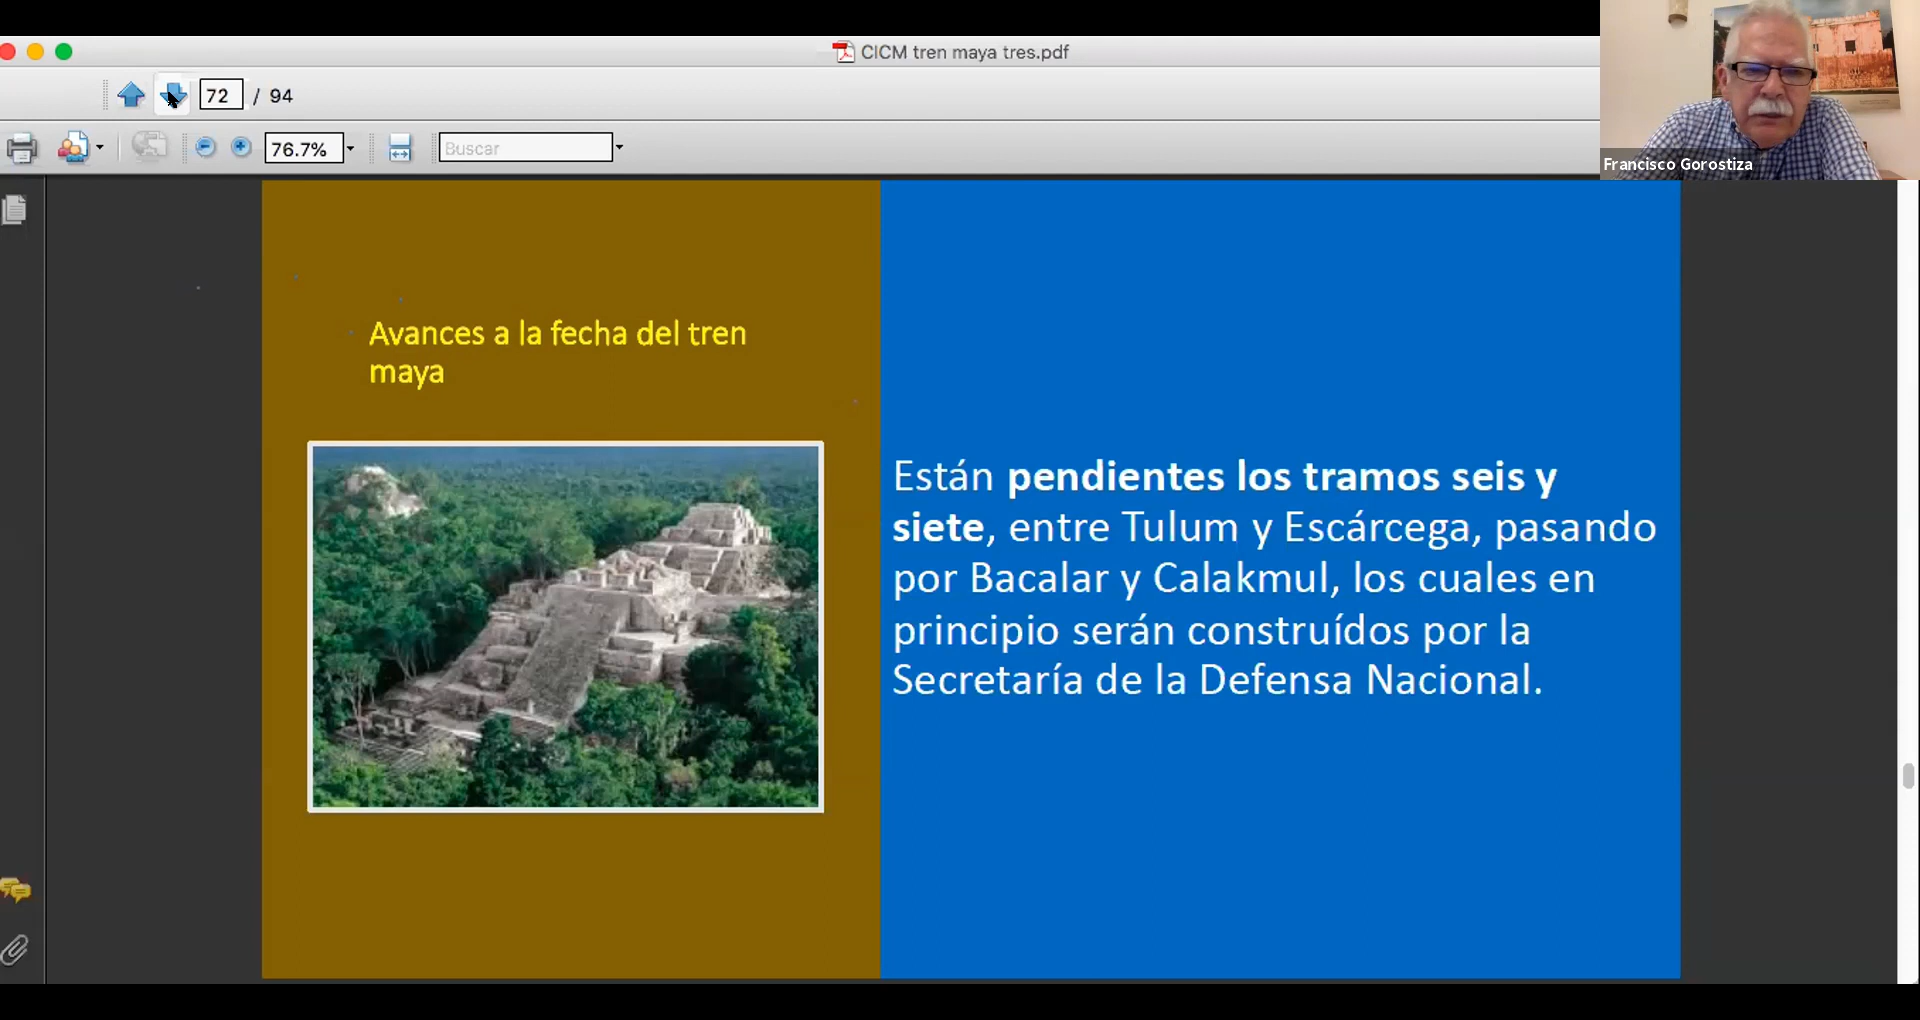 CICM tren maya tres.pdf
72 / 94
76.7%
Buscar
Francisco Gorostiza
Avances a la fecha del tren
maya
Están pendientes los tramos seis y
siete, entre Tulum y Escárcega, pasando
por Bacalar y Calakmul, los cuales en
principio serán construídos por la
Secretaría de la Defensa Nacional.